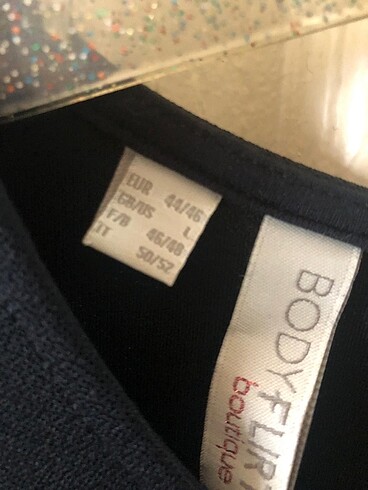 EUR 44/46
GB/US L
F/B 46/48
IT 50/52
BODYFLIRT
boutique